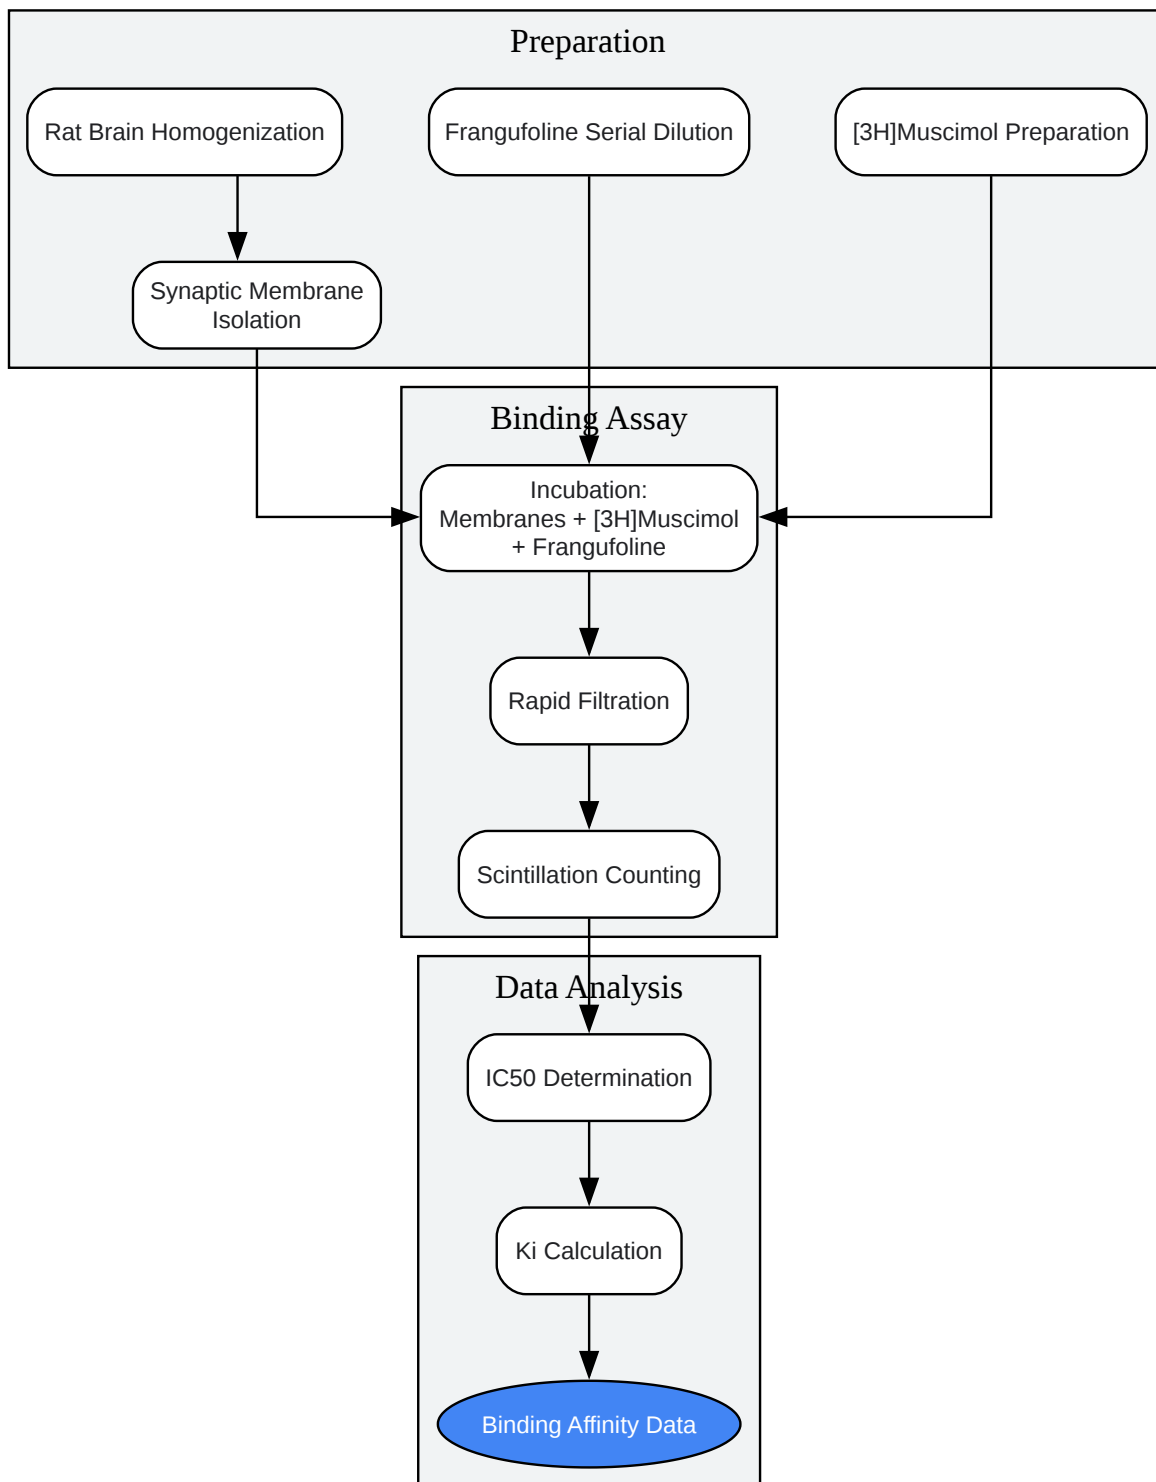 Preparation
Rat Brain Homogenization
Frangufoline Serial Dilution
[3H]Muscimol Preparation
Synaptic Membrane
Isolation
Binding Assay
Incubation:
Membranes + [3H]Muscimol
+ Frangufoline
Rapid Filtration
Scintillation Counting
Data Analysis
IC50 Determination
Ki Calculation
Binding Affinity Data